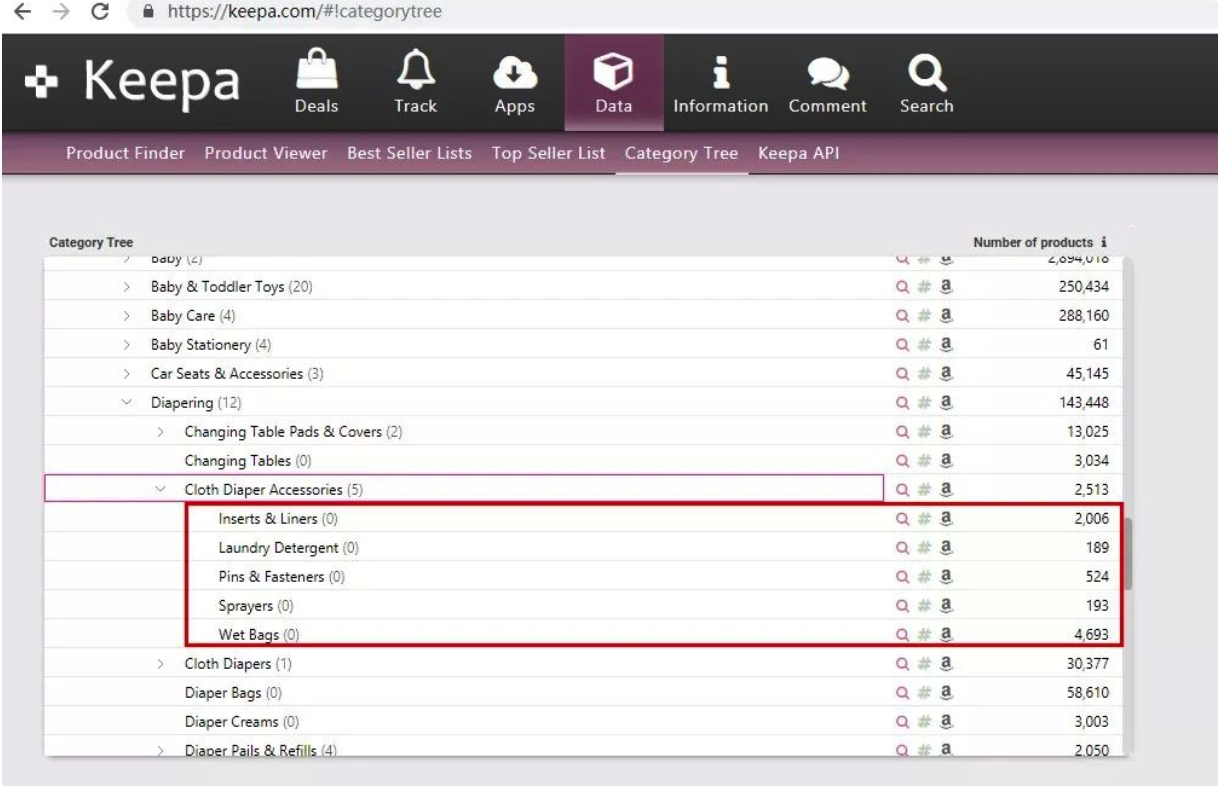 https://keepa.com/#!categorytree
Keepa
Deals Track Apps Data Information Comment Search
Product Finder Product Viewer Best Seller Lists Top Seller List Category Tree Keepa API
Category Tree Number of products i
Baby (2) 2,894,018
Baby & Toddler Toys (20) # a 250,434
Baby Care (4) # a 288,160
Baby Stationery (4) # a 61
Car Seats & Accessories (3) # a 45,145
Diapering (12) # a 143,448
Changing Table Pads & Covers (2) # a 13,025
Changing Tables (0) # a 3,034
Cloth Diaper Accessories (5) # a 2,513
Inserts & Liners (0) # a 2,006
Laundry Detergent (0) # a 189
Pins & Fasteners (0) # a 524
Sprayers (0) # a 193
Wet Bags (0) # a 4,693
Cloth Diapers (1) # a 30,377
Diaper Bags (0) # a 58,610
Diaper Creams (0) # a 3,003
Diaper Pails & Refills (4) # a 2,050